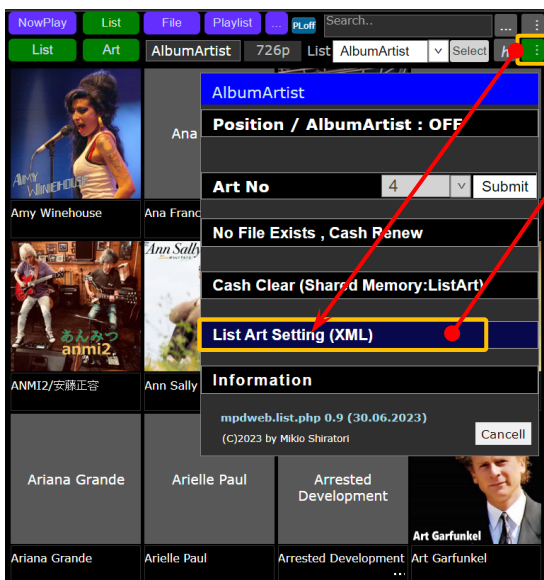 NowPlay List File Playlist ... PLoff Search.. ... ⋮
List Art AlbumArtist 726p List AlbumArtist Select h ⋮
AlbumArtist
Position / AlbumArtist : OFF
Ana
Art No 4 Submit
AMY
WINEHOUSE
Amy Winehouse Ana Franc
No File Exists , Cash Renew
Ann Sally
Cash Clear (Shared Memory:ListArt)
List Art Setting (XML)
あんみつ
anmi2
ANMI2/安藤正容 Ann Sally
Information
mpdweb.list.php 0.9 (30.06.2023)
(C)2023 by Mikio Shiratori
Cancell
Ariana Grande Arielle Paul Arrested
Development
Art Garfunkel
Ariana Grande Arielle Paul Arrested Development Art Garfunkel
...